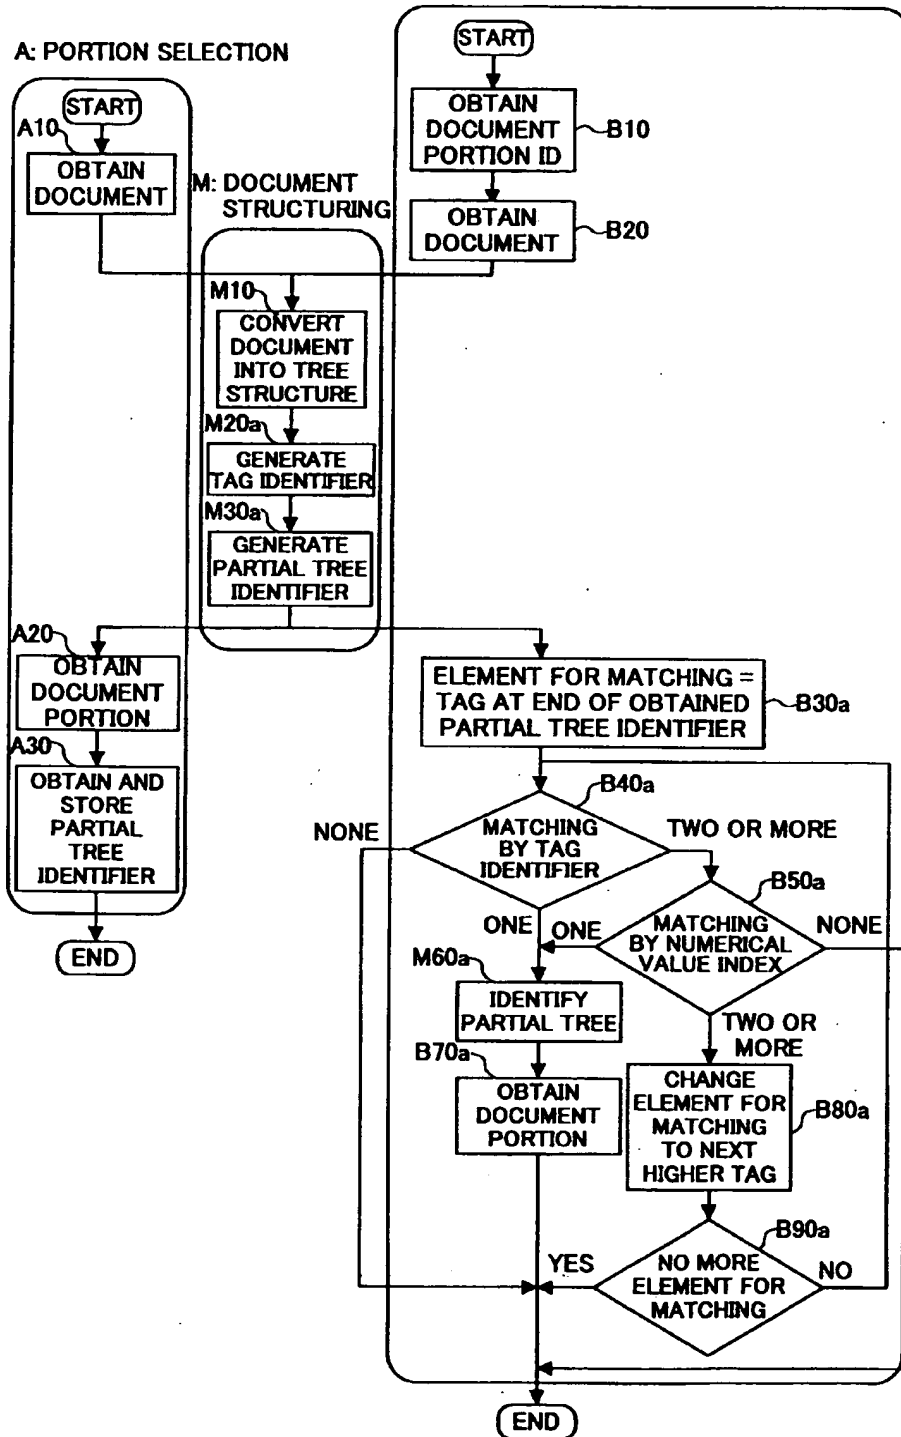 A: PORTION SELECTION
START
A10
OBTAIN
DOCUMENT
A20
OBTAIN
DOCUMENT
PORTION
A30
OBTAIN AND
STORE
PARTIAL
TREE
IDENTIFIER
END
M: DOCUMENT
STRUCTURING
M10
CONVERT
DOCUMENT
INTO TREE
STRUCTURE
M20a
GENERATE
TAG IDENTIFIER
M30a
GENERATE
PARTIAL TREE
IDENTIFIER
START
OBTAIN
DOCUMENT
PORTION ID
B10
OBTAIN
DOCUMENT
B20
ELEMENT FOR MATCHING =
TAG AT END OF OBTAINED
PARTIAL TREE IDENTIFIER
B30a
B40a
NONE
MATCHING
BY TAG
IDENTIFIER
TWO OR MORE
B50a
ONE
ONE
MATCHING
BY NUMERICAL
VALUE INDEX
NONE
M60a
IDENTIFY
PARTIAL TREE
TWO OR
MORE
B70a
OBTAIN
DOCUMENT
PORTION
CHANGE
ELEMENT FOR
MATCHING
TO NEXT
HIGHER TAG
B80a
B90a
YES
NO MORE
ELEMENT FOR
MATCHING
NO
END